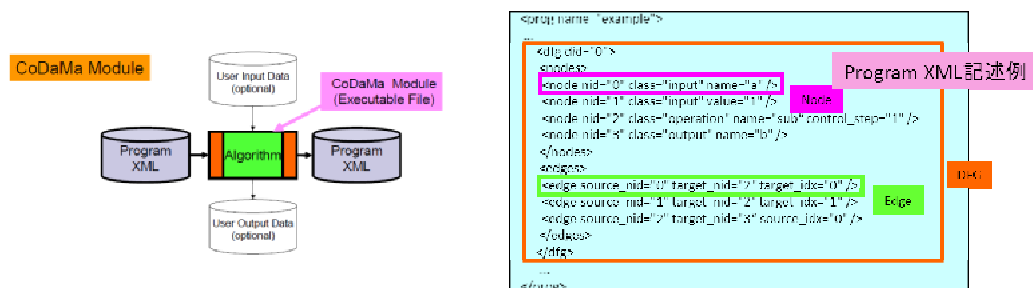 CoDaMa Module
User Input Data
(optional)
CoDaMa Module
(Executable File)
Program
XML
Algorithm
Program
XML
User Output Data
(optional)
<prog name="example">
...
<dfg did="0">
<nodes>
<node nid="0" class="input" name="a" />
<node nid="1" class="input" value="1" />
<node nid="2" class="operation" name="sub" control_step="1" />
<node nid="3" class="output" name="b" />
</nodes>
<edges>
<edge source_nid="0" target_nid="2" target_idx="0" />
<edge source_nid="1" target_nid="2" target_idx="1" />
<edge source_nid="2" target_nid="3" source_idx="0" />
</edges>
</dfg>
...
Program XML記述例
Node
DFG
Edge